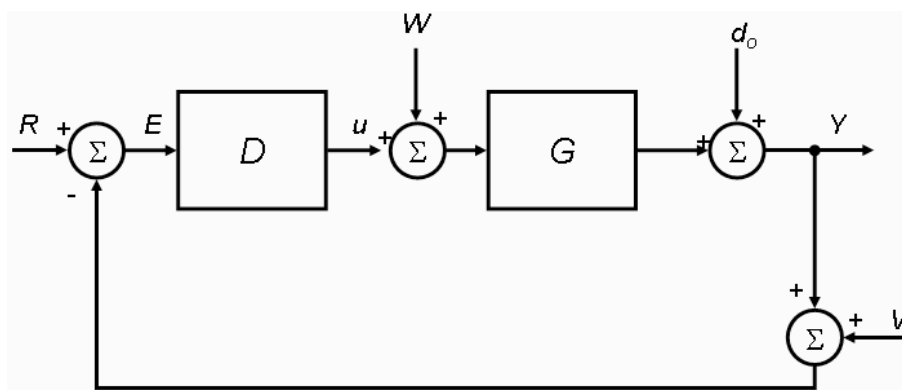 W
d_o
R + E D u + + G + + Y
Σ Σ Σ
-
+ + V
Σ